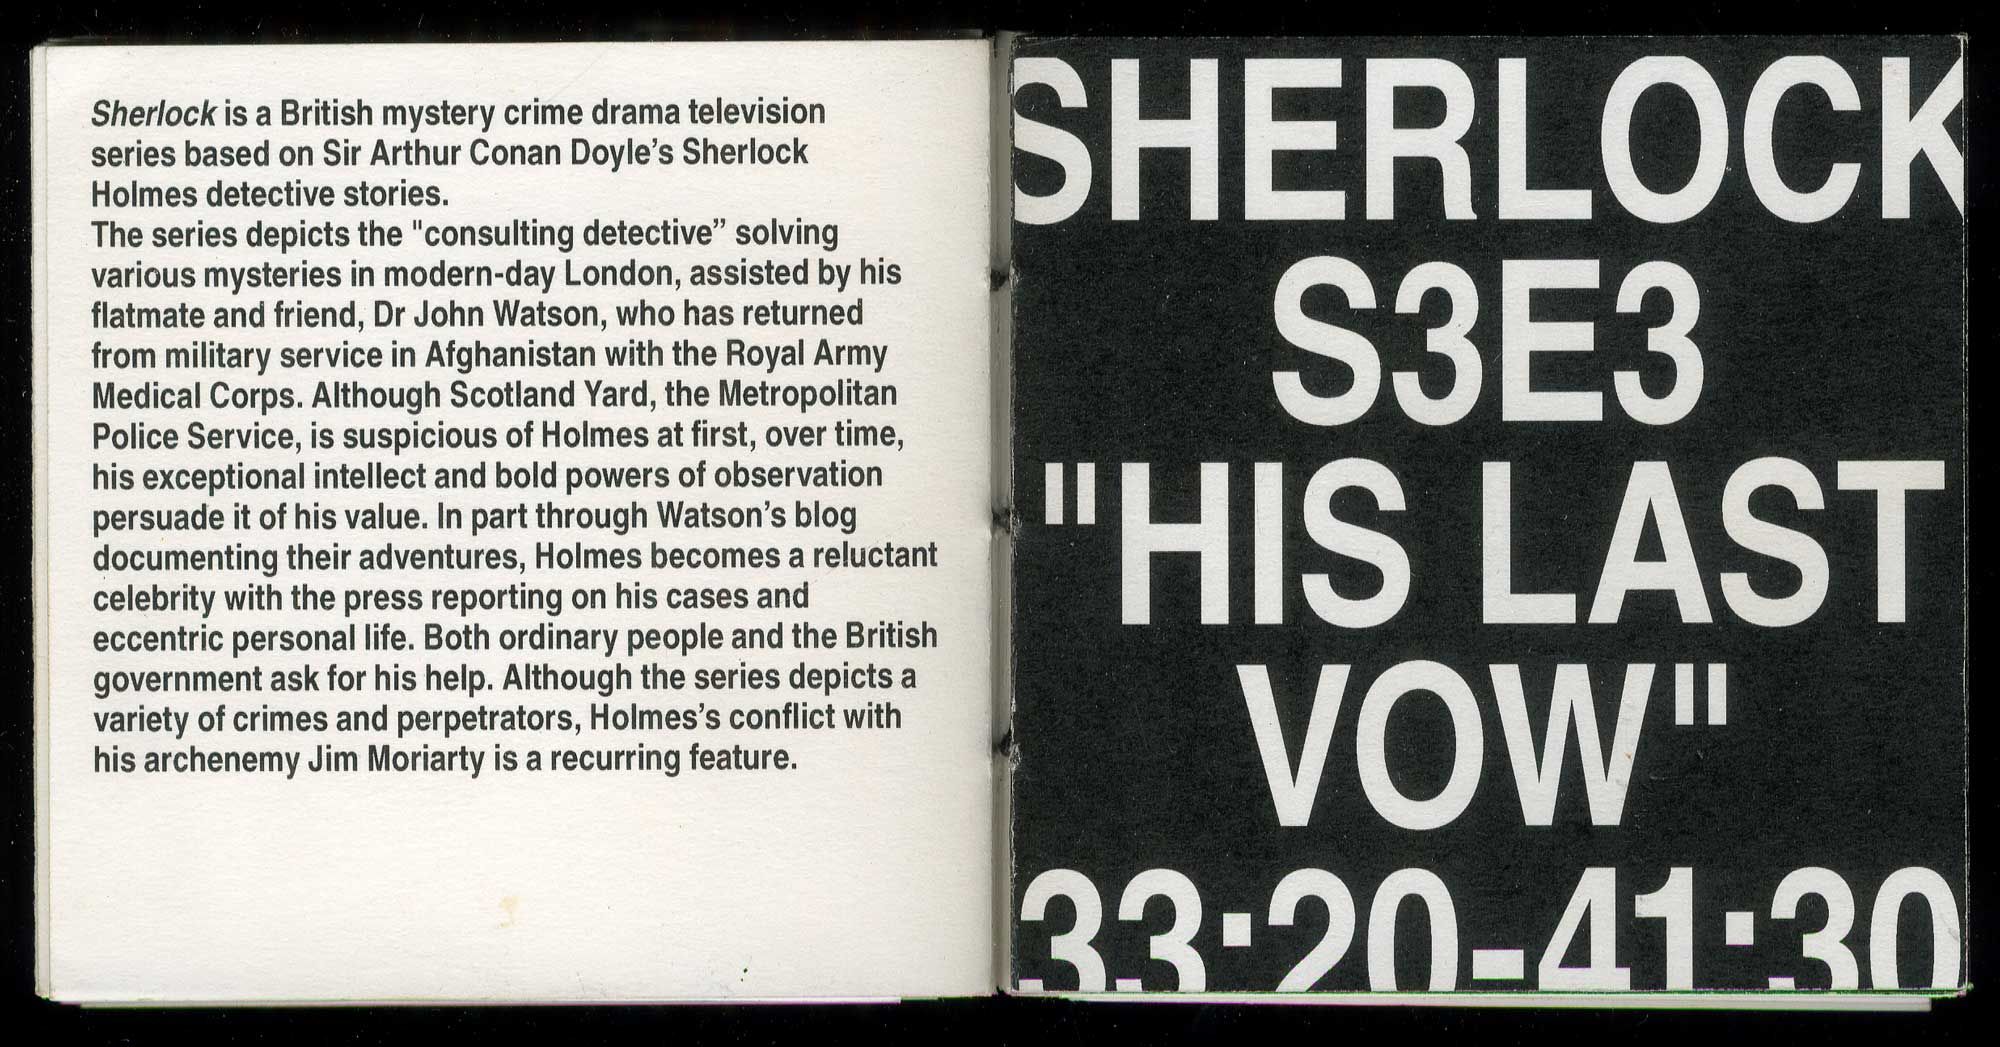 Sherlock is a British mystery crime drama television
series based on Sir Arthur Conan Doyle’s Sherlock
Holmes detective stories.
The series depicts the "consulting detective” solving
various mysteries in modern-day London, assisted by his
flatmate and friend, Dr John Watson, who has returned
from military service in Afghanistan with the Royal Army
Medical Corps. Although Scotland Yard, the Metropolitan
Police Service, is suspicious of Holmes at first, over time,
his exceptional intellect and bold powers of observation
persuade it of his value. In part through Watson’s blog
documenting their adventures, Holmes becomes a reluctant
celebrity with the press reporting on his cases and
eccentric personal life. Both ordinary people and the British
government ask for his help. Although the series depicts a
variety of crimes and perpetrators, Holmes’s conflict with
his archenemy Jim Moriarty is a recurring feature.
SHERLOCK
S3E3
"HIS LAST
VOW"
33:20-41:30